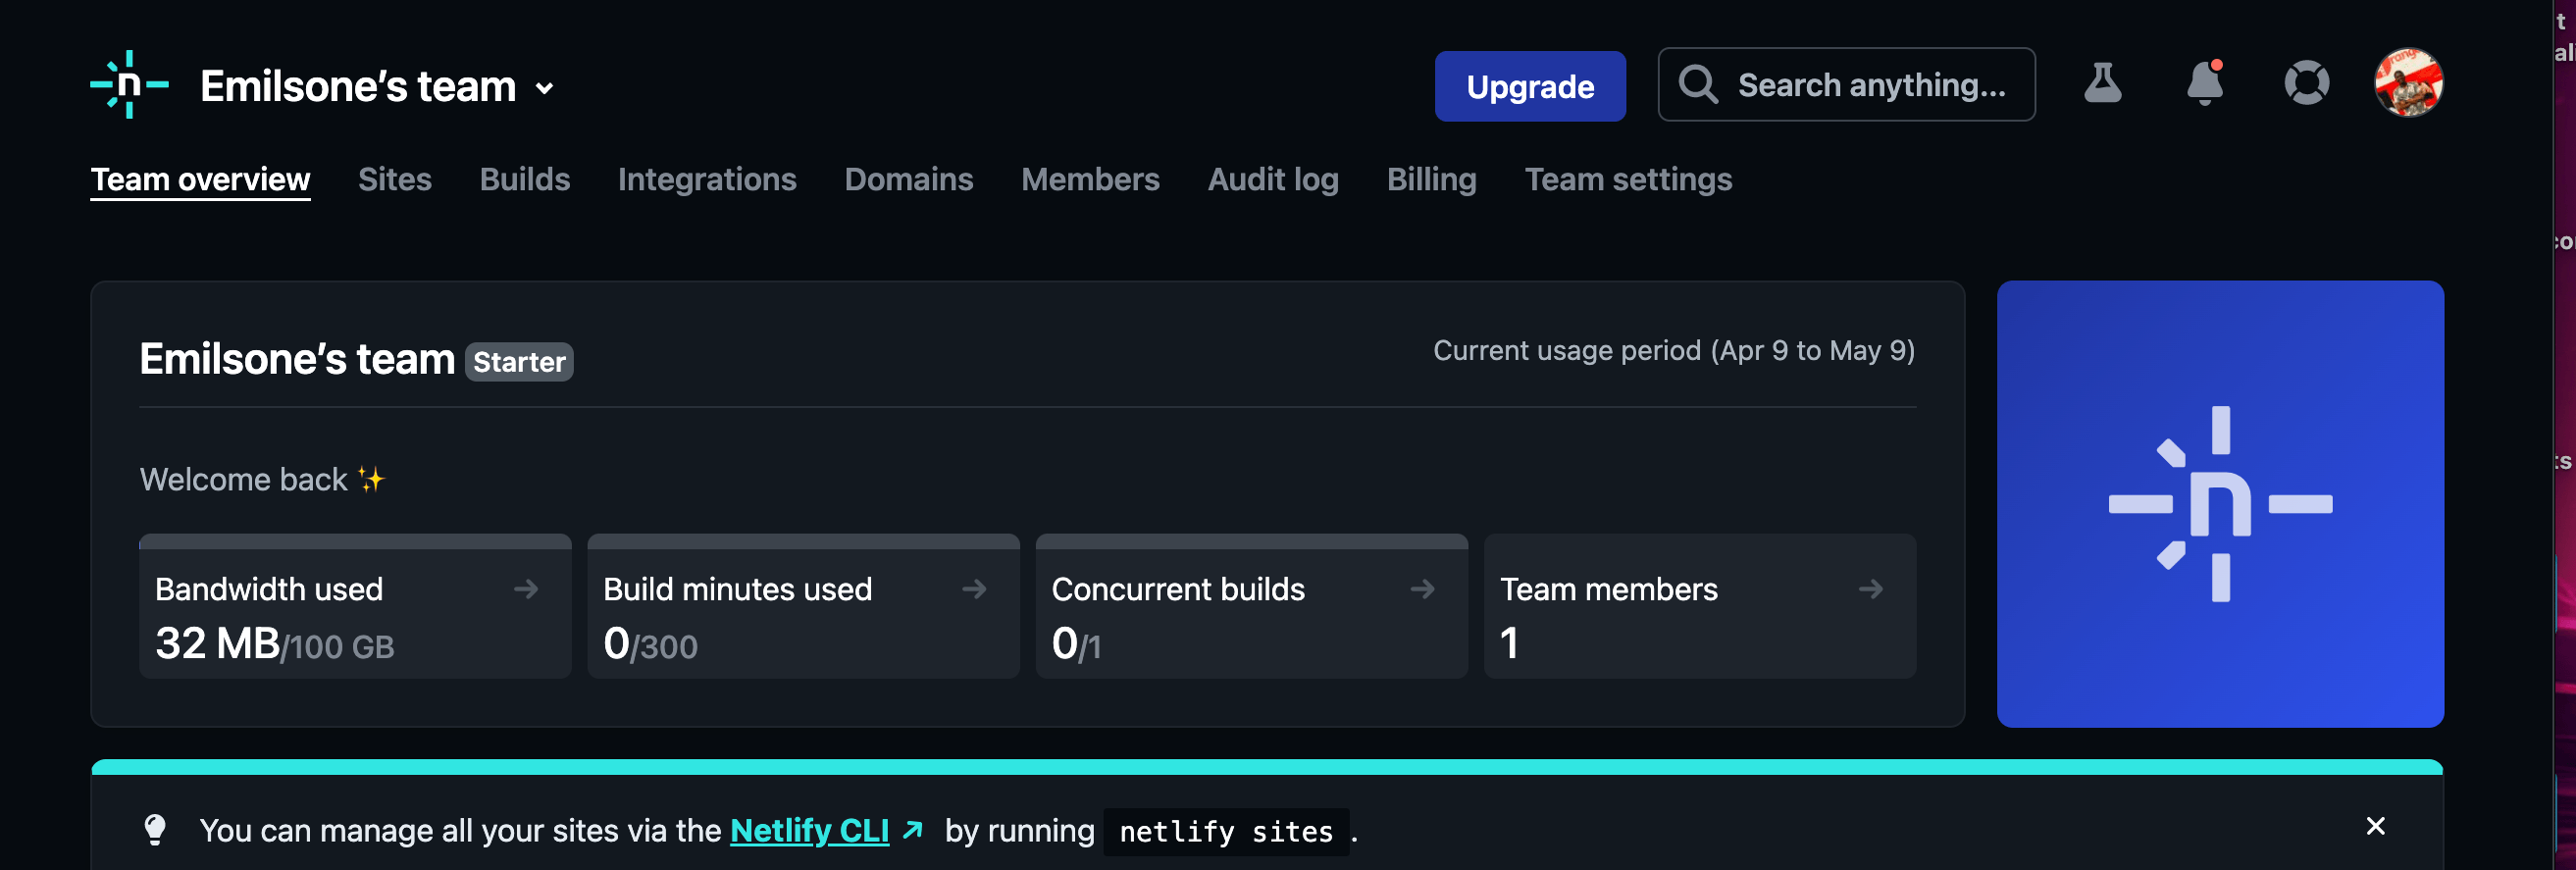 Emilsone's team
Upgrade
Search anything...
Team overview Sites Builds Integrations Domains Members Audit log Billing Team settings
Emilsone's team Starter
Current usage period (Apr 9 to May 9)
Welcome back ✨
Bandwidth used
32 MB/100 GB
Build minutes used
0/300
Concurrent builds
0/1
Team members
1
You can manage all your sites via the Netlify CLI ↗ by running netlify sites.